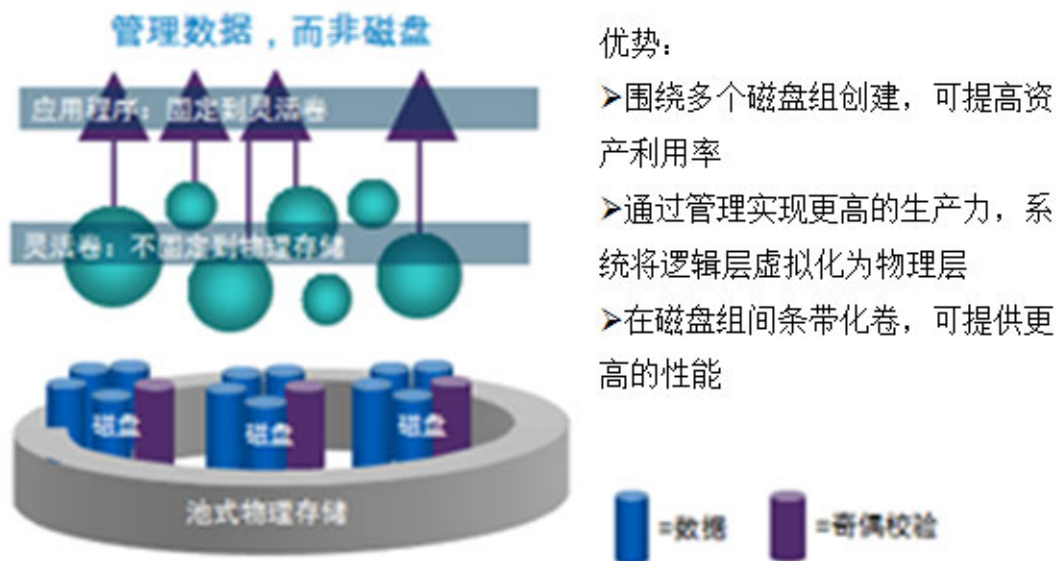 管理数据，而非磁盘
应用程序：固定到灵活卷
灵活卷：不固定到物理存储
磁盘
磁盘
磁盘
池式物理存储
优势：
➢围绕多个磁盘组创建，可提高资
产利用率
➢通过管理实现更高的生产力，系
统将逻辑层虚拟化为物理层
➢在磁盘组间条带化卷，可提供更
高的性能
=数据
=奇偶校验